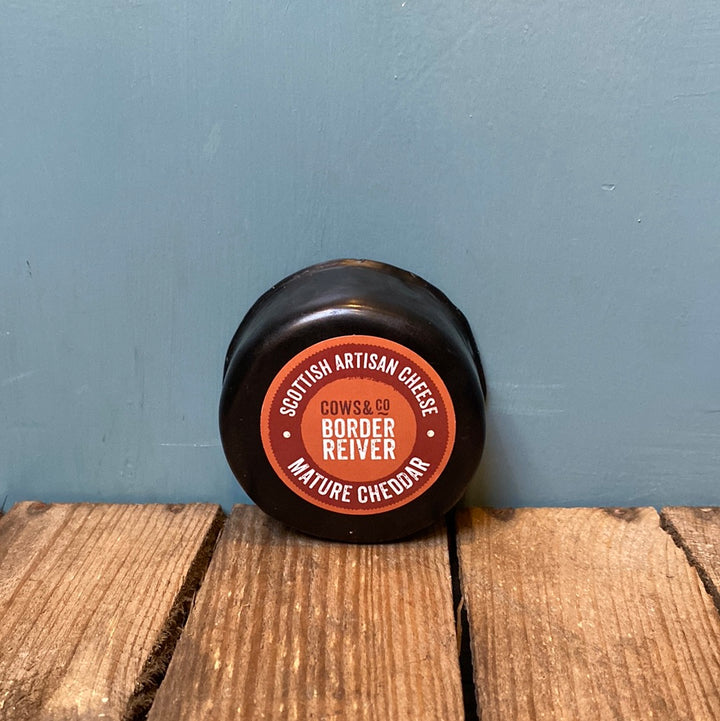 SCOTTISH ARTISAN CHEESE
COWS& CO
BORDER
REIVER
MATURE CHEDDAR